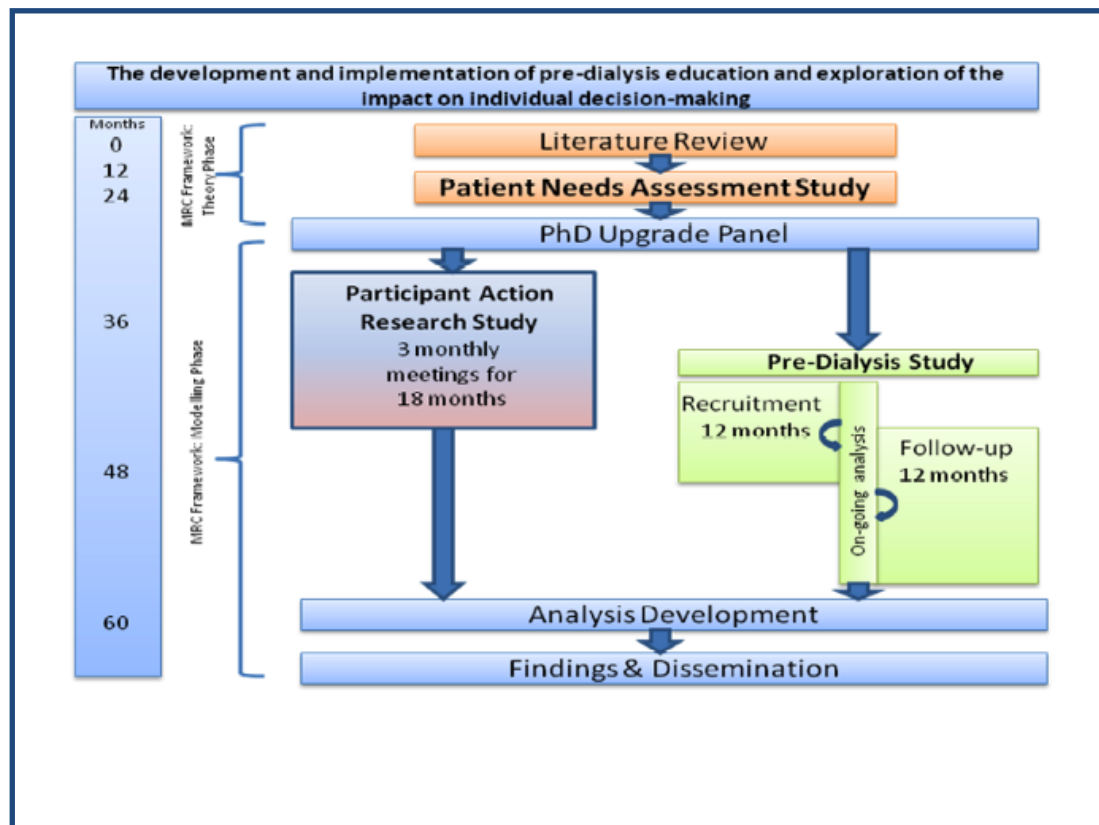 The development and implementation of pre-dialysis education and exploration of the
impact on individual decision-making
Months
0
12
24
36
48
60
MRC Framework:
Theory Phase
MRC Framework: Modelling Phase
Literature Review
Patient Needs Assessment Study
PhD Upgrade Panel
Participant Action
Research Study
3 monthly
meetings for
18 months
Pre-Dialysis Study
Recruitment
12 months
On-going analysis
Follow-up
12 months
Analysis Development
Findings & Dissemination